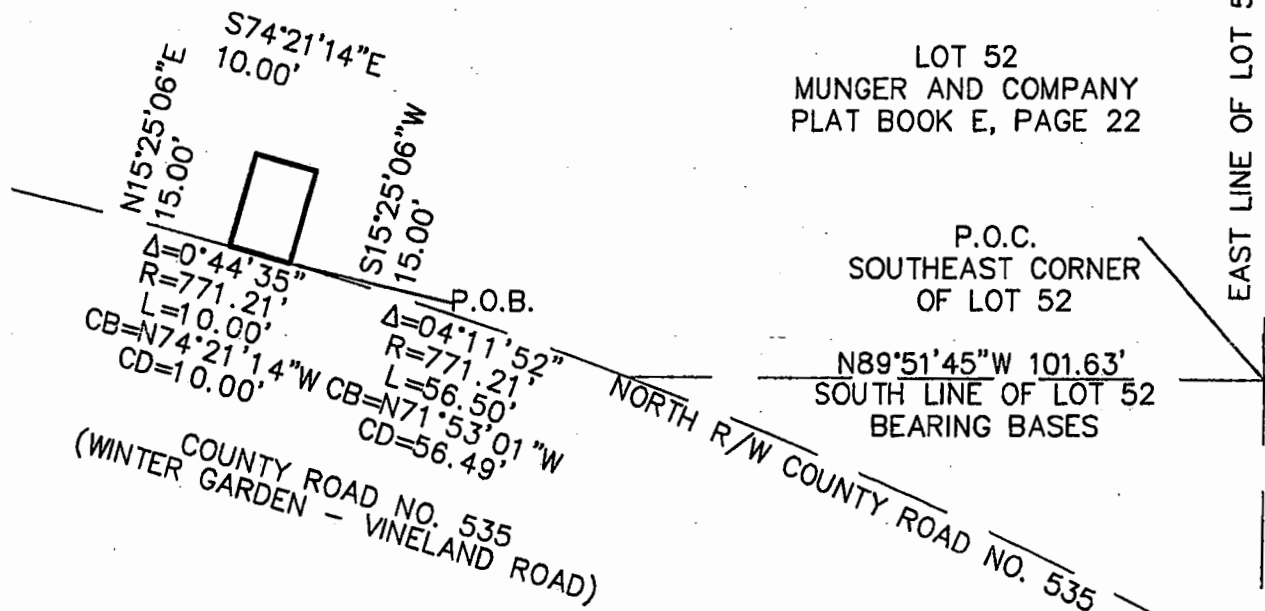 S74°21'14"E
10.00'
N15°25'06"E
15.00'
S15°25'06"W
15.00'
LOT 52
MUNGER AND COMPANY
PLAT BOOK E, PAGE 22
EAST LINE OF LOT 5
P.O.C.
SOUTHEAST CORNER
OF LOT 52
P.O.B.
Δ=0°44'35"
R=771.21'
L=10.00'
CB=N74°21'14"W
CD=10.00'
Δ=04°11'52"
R=771.21'
L=56.50'
CB=N71°53'01"W
CD=56.49'
N89°51'45"W 101.63'
SOUTH LINE OF LOT 52
BEARING BASES
NORTH R/W COUNTY ROAD NO. 535
COUNTY ROAD NO. 535
(WINTER GARDEN - VINELAND ROAD)